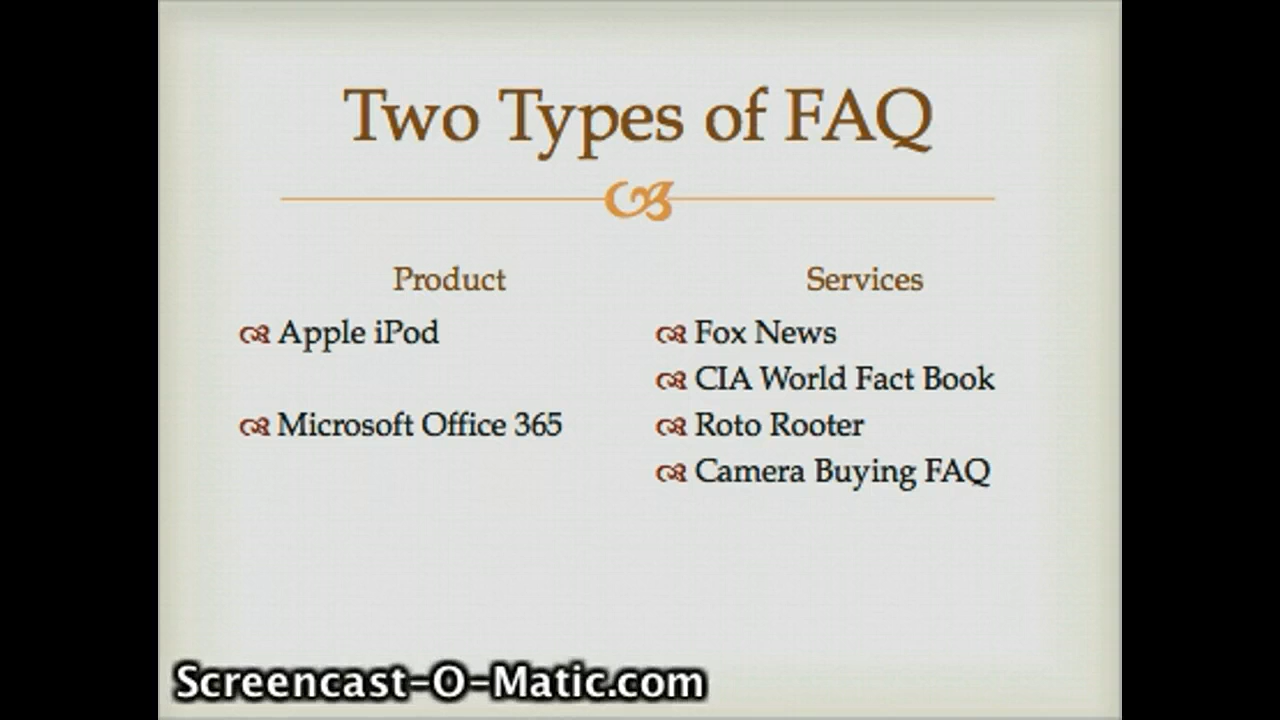 Two Types of FAQ
Product
Apple iPod
Microsoft Office 365
Services
Fox News
CIA World Fact Book
Roto Rooter
Camera Buying FAQ
Screencast-O-Matic.com